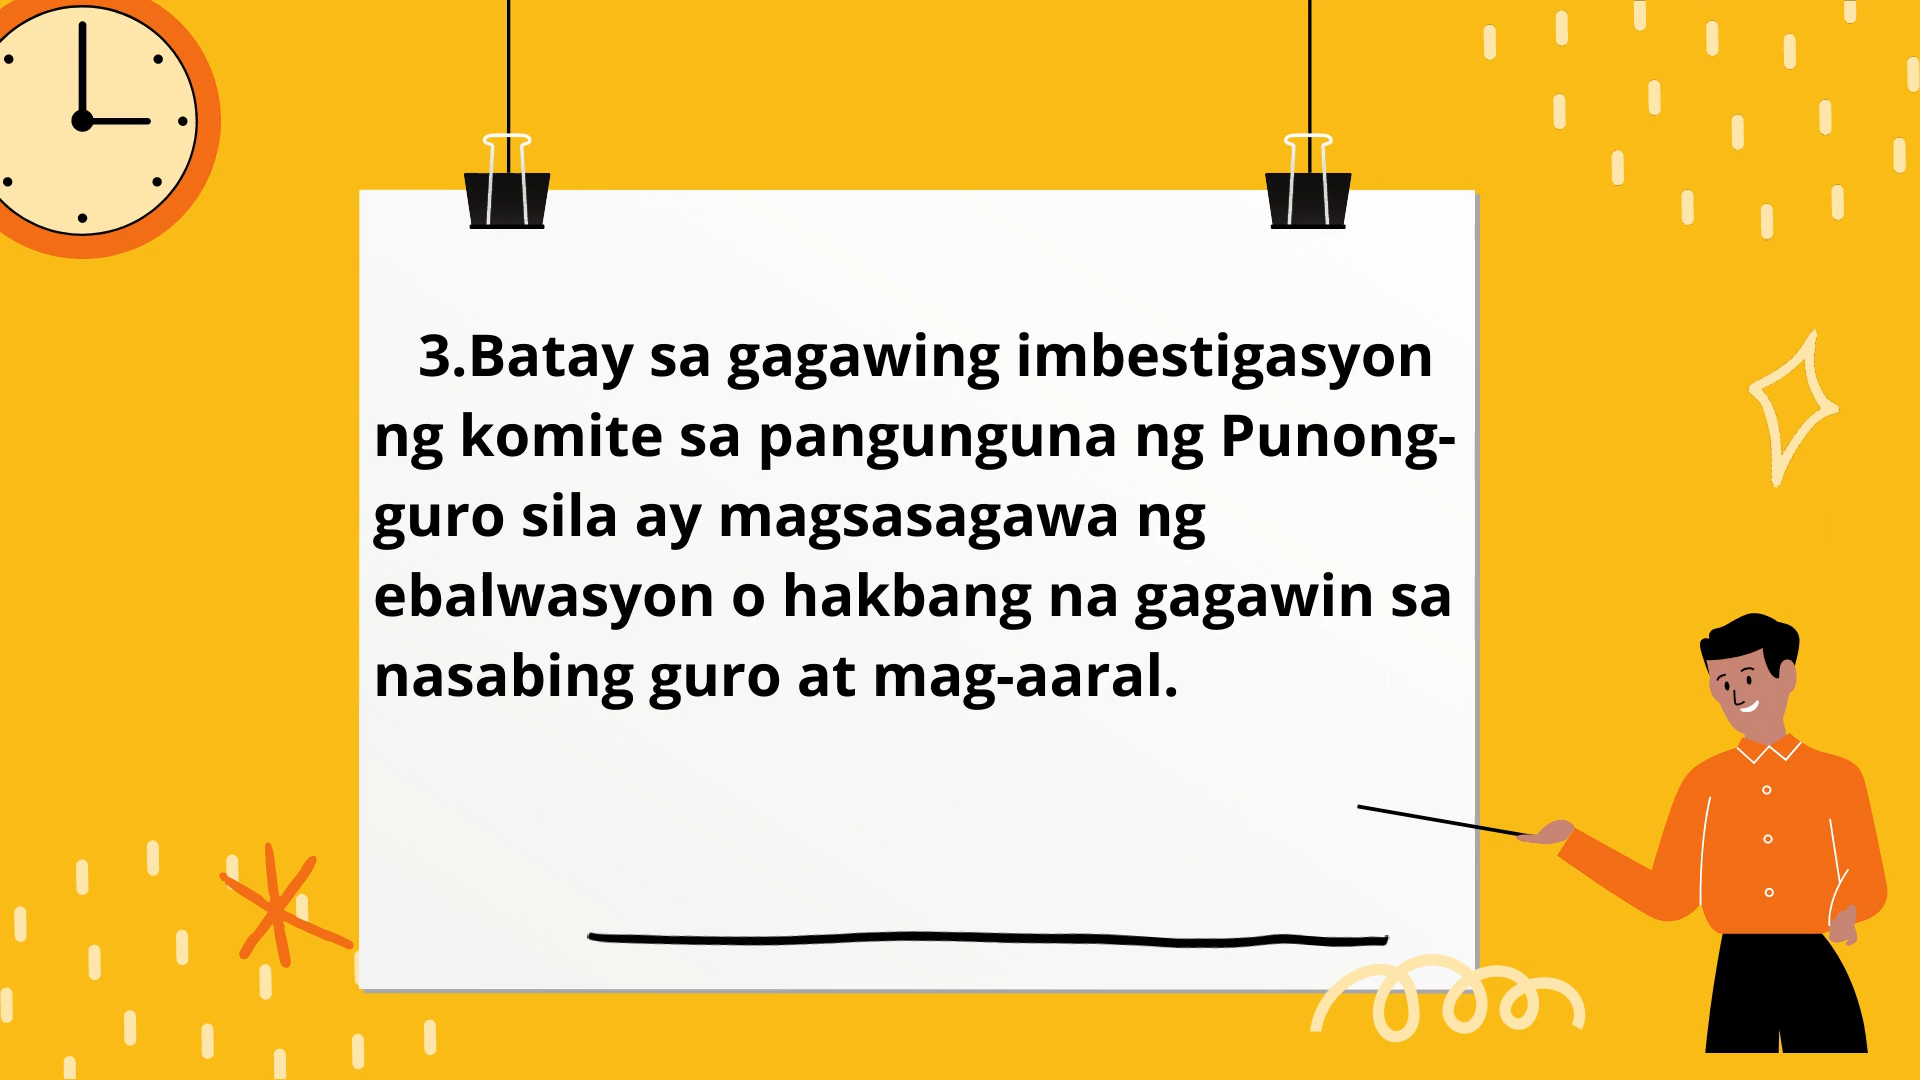 3.Batay sa gagawing imbestigasyon
ng komite sa pangunguna ng Punong-
guro sila ay magsasagawa ng
ebalwasyon o hakbang na gagawin sa
nasabing guro at mag-aaral.